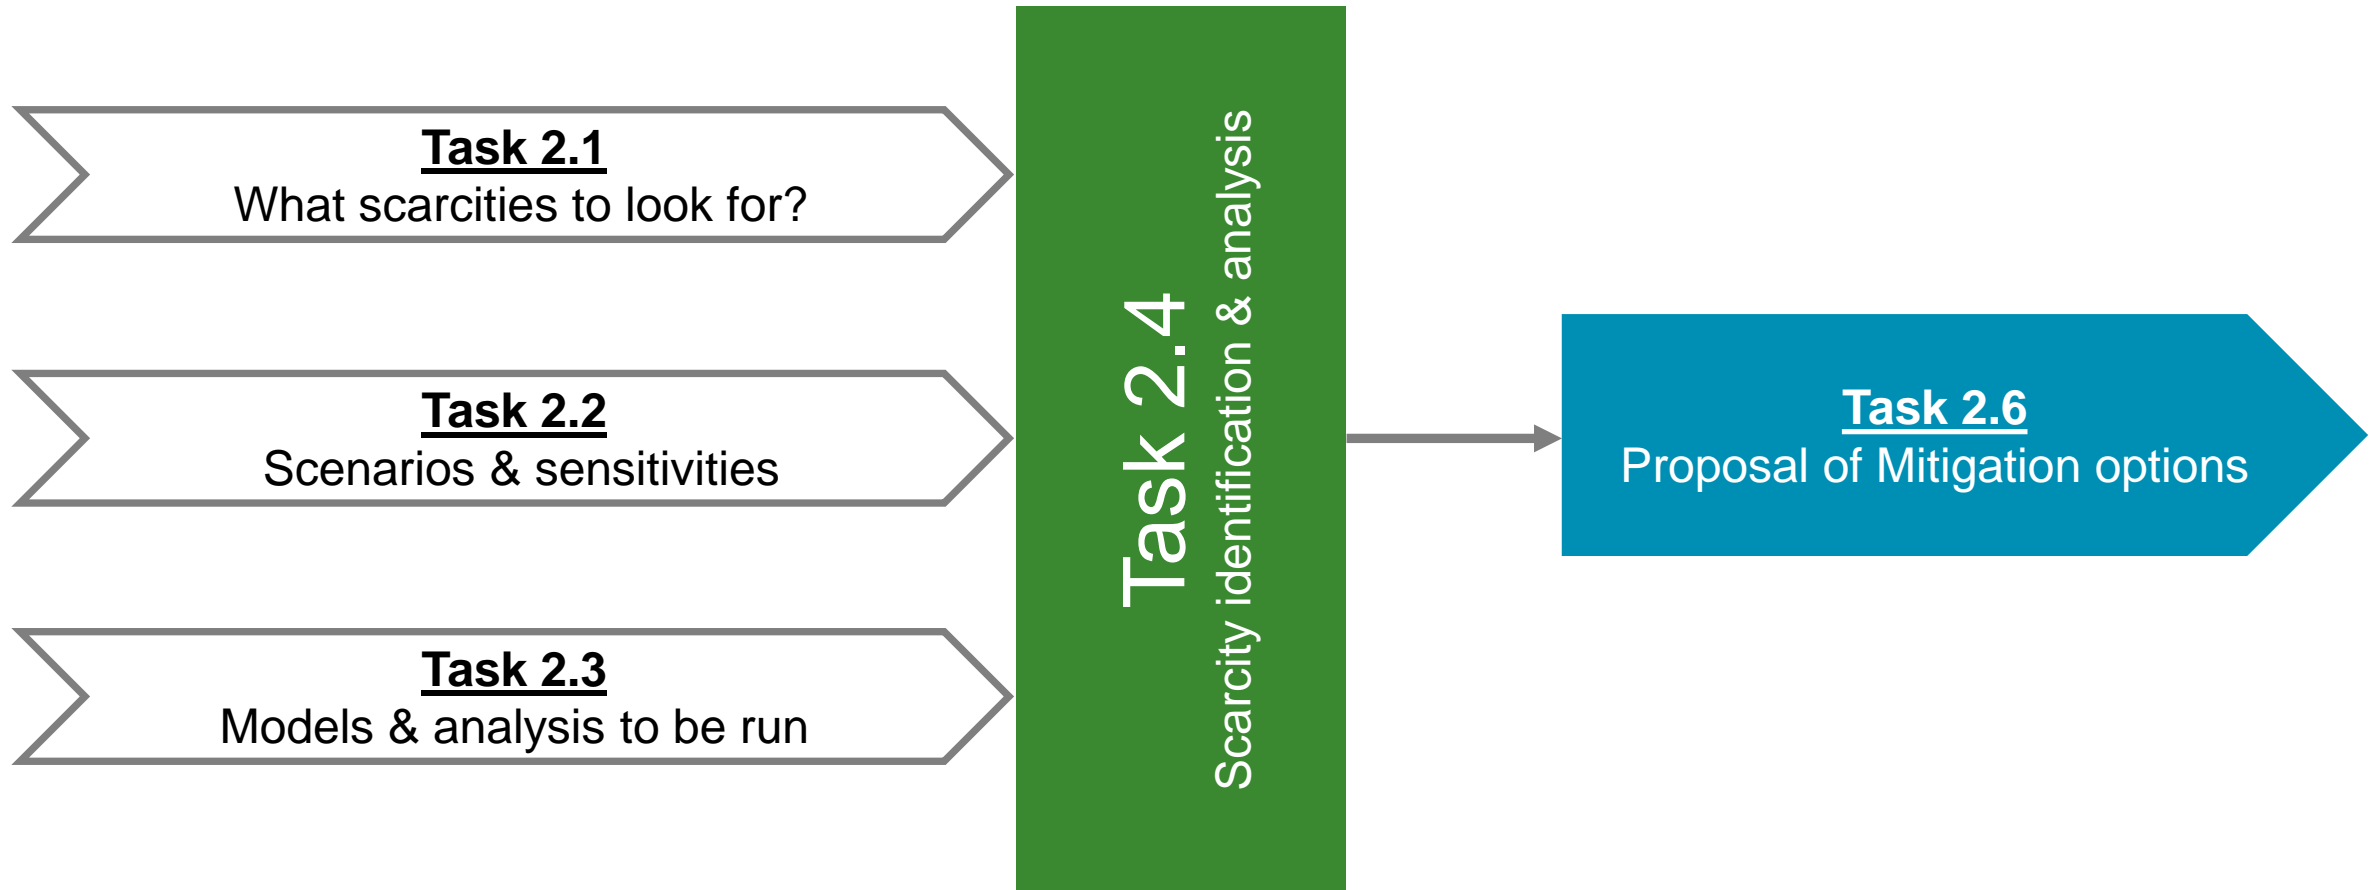 Task 2.1
What scarcities to look for?
Task 2.2
Scenarios & sensitivities
Task 2.3
Models & analysis to be run
Task 2.4
Scarcity identification & analysis
Task 2.6
Proposal of Mitigation options